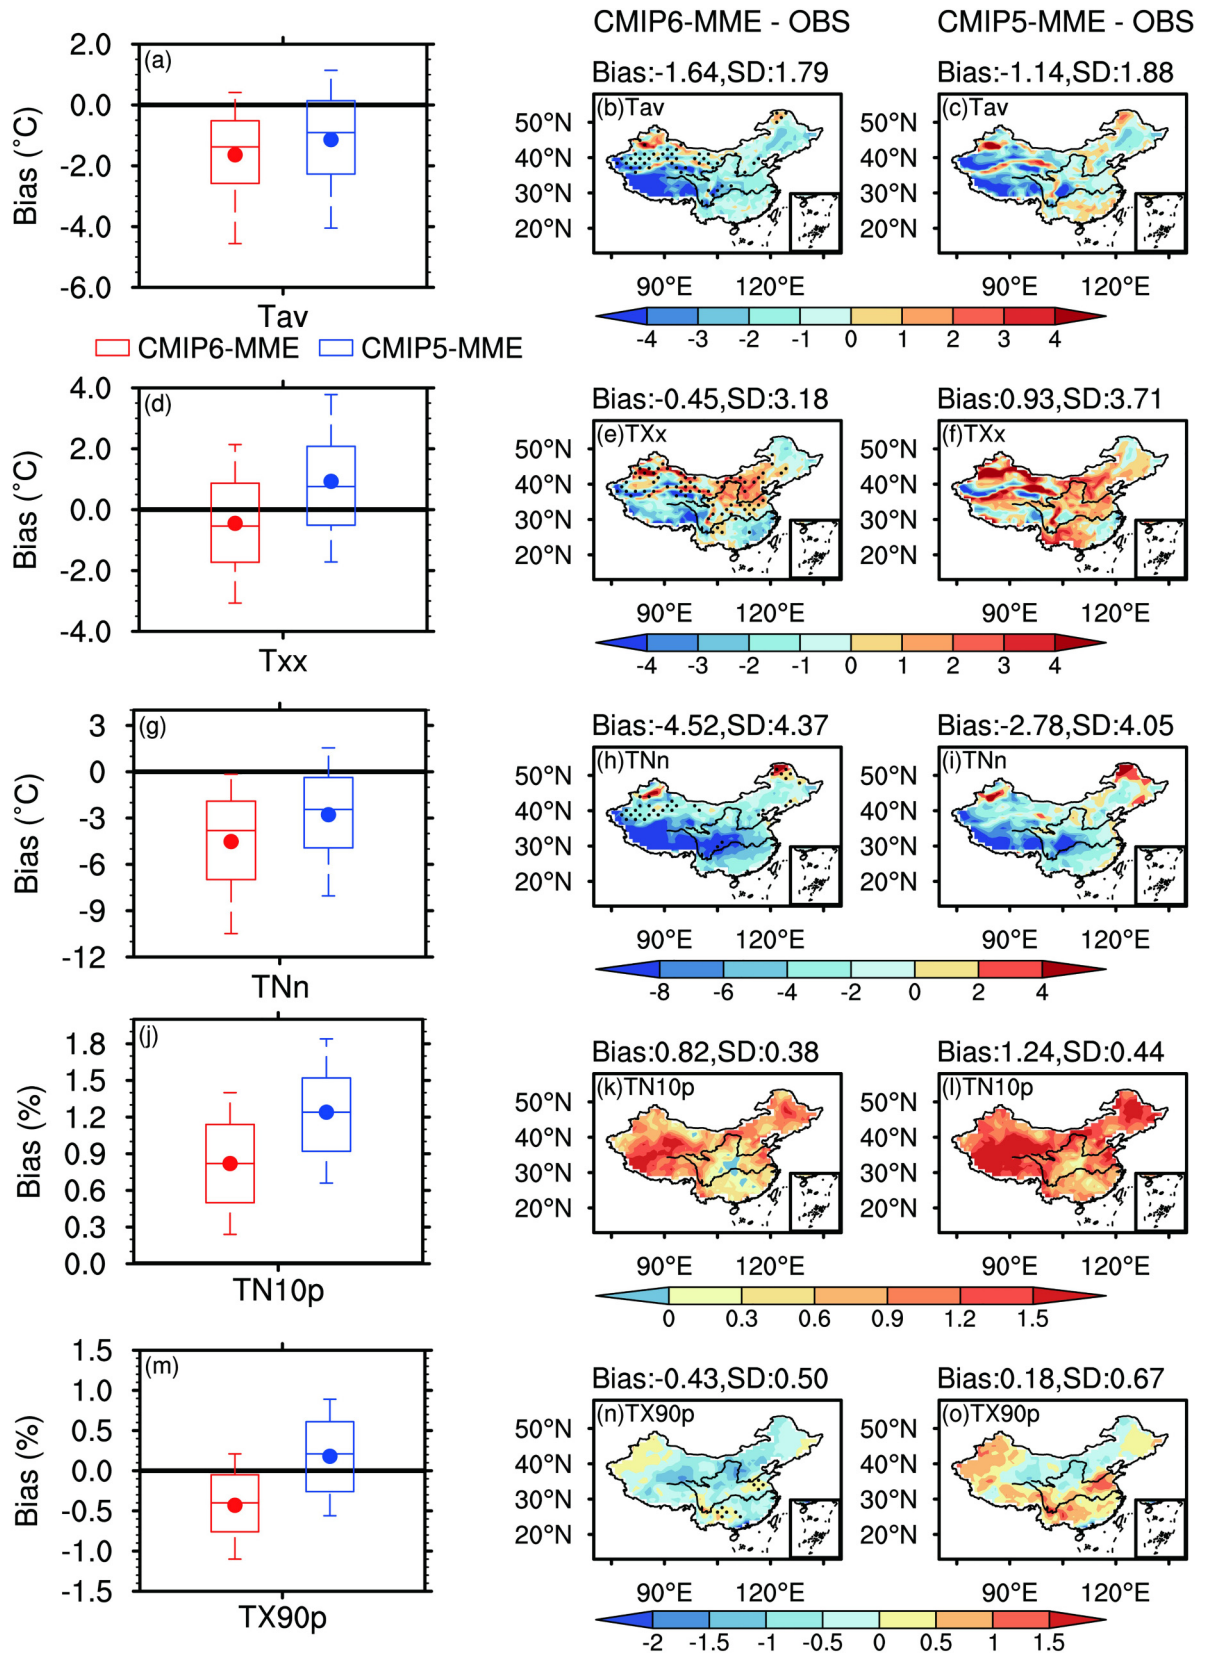 CMIP6-MME - OBS
CMIP5-MME - OBS
(a)
Bias (°C)
2.0
0.0
-2.0
-4.0
-6.0
Tav
Bias:-1.64,SD:1.79
(b)Tav
50°N
40°N
30°N
20°N
90°E
120°E
Bias:-1.14,SD:1.88
(c)Tav
50°N
40°N
30°N
20°N
90°E
120°E
-4 -3 -2 -1 0 1 2 3 4
CMIP6-MME
CMIP5-MME
(d)
Bias (°C)
4.0
2.0
0.0
-2.0
-4.0
Txx
Bias:-0.45,SD:3.18
(e)TXx
50°N
40°N
30°N
20°N
90°E
120°E
Bias:0.93,SD:3.71
(f)TXx
50°N
40°N
30°N
20°N
90°E
120°E
-4 -3 -2 -1 0 1 2 3 4
(g)
Bias (°C)
3
0
-3
-6
-9
-12
TNn
Bias:-4.52,SD:4.37
(h)TNn
50°N
40°N
30°N
20°N
90°E
120°E
Bias:-2.78,SD:4.05
(i)TNn
50°N
40°N
30°N
20°N
90°E
120°E
-8 -6 -4 -2 0 2 4
(j)
Bias (%)
1.8
1.5
1.2
0.9
0.6
0.3
0.0
TN10p
Bias:0.82,SD:0.38
(k)TN10p
50°N
40°N
30°N
20°N
90°E
120°E
Bias:1.24,SD:0.44
(l)TN10p
50°N
40°N
30°N
20°N
90°E
120°E
0 0.3 0.6 0.9 1.2 1.5
(m)
Bias (%)
1.5
1.0
0.5
0.0
-0.5
-1.0
-1.5
TX90p
Bias:-0.43,SD:0.50
(n)TX90p
50°N
40°N
30°N
20°N
90°E
120°E
Bias:0.18,SD:0.67
(o)TX90p
50°N
40°N
30°N
20°N
90°E
120°E
-2 -1.5 -1 -0.5 0 0.5 1 1.5